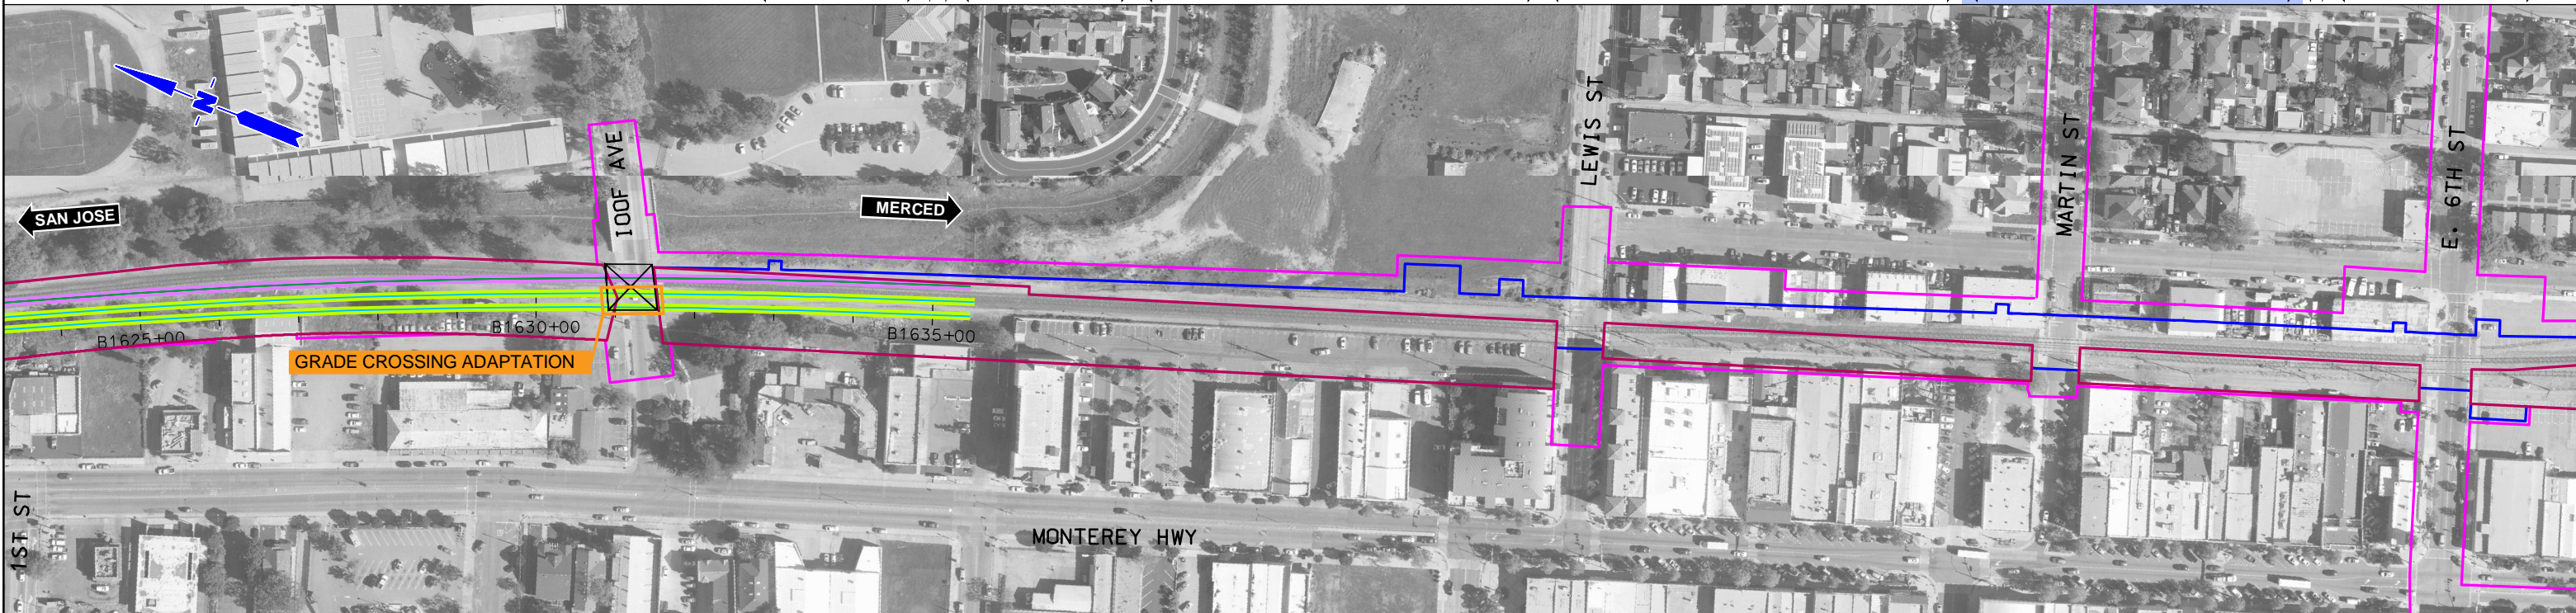 N
SAN JOSE
MERCED
IOOF AVE
LEWIS ST
MARTIN ST
E. 6TH ST
B1625+00
B1630+00
B1635+00
GRADE CROSSING ADAPTATION
1ST ST
MONTEREY HWY